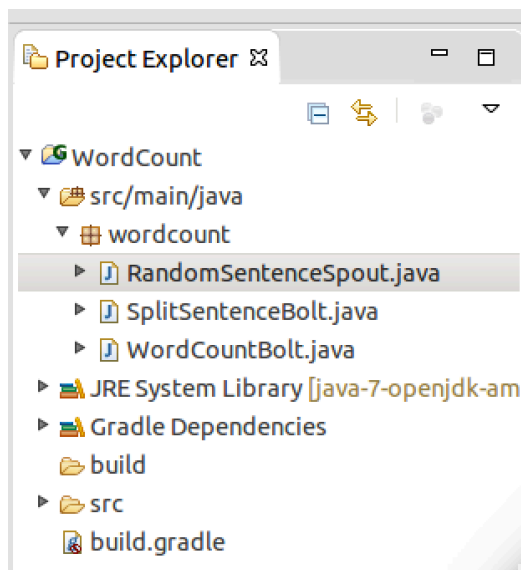 Project Explorer
WordCount
src/main/java
wordcount
RandomSentenceSpout.java
SplitSentenceBolt.java
WordCountBolt.java
JRE System Library [java-7-openjdk-am
Gradle Dependencies
build
src
build.gradle